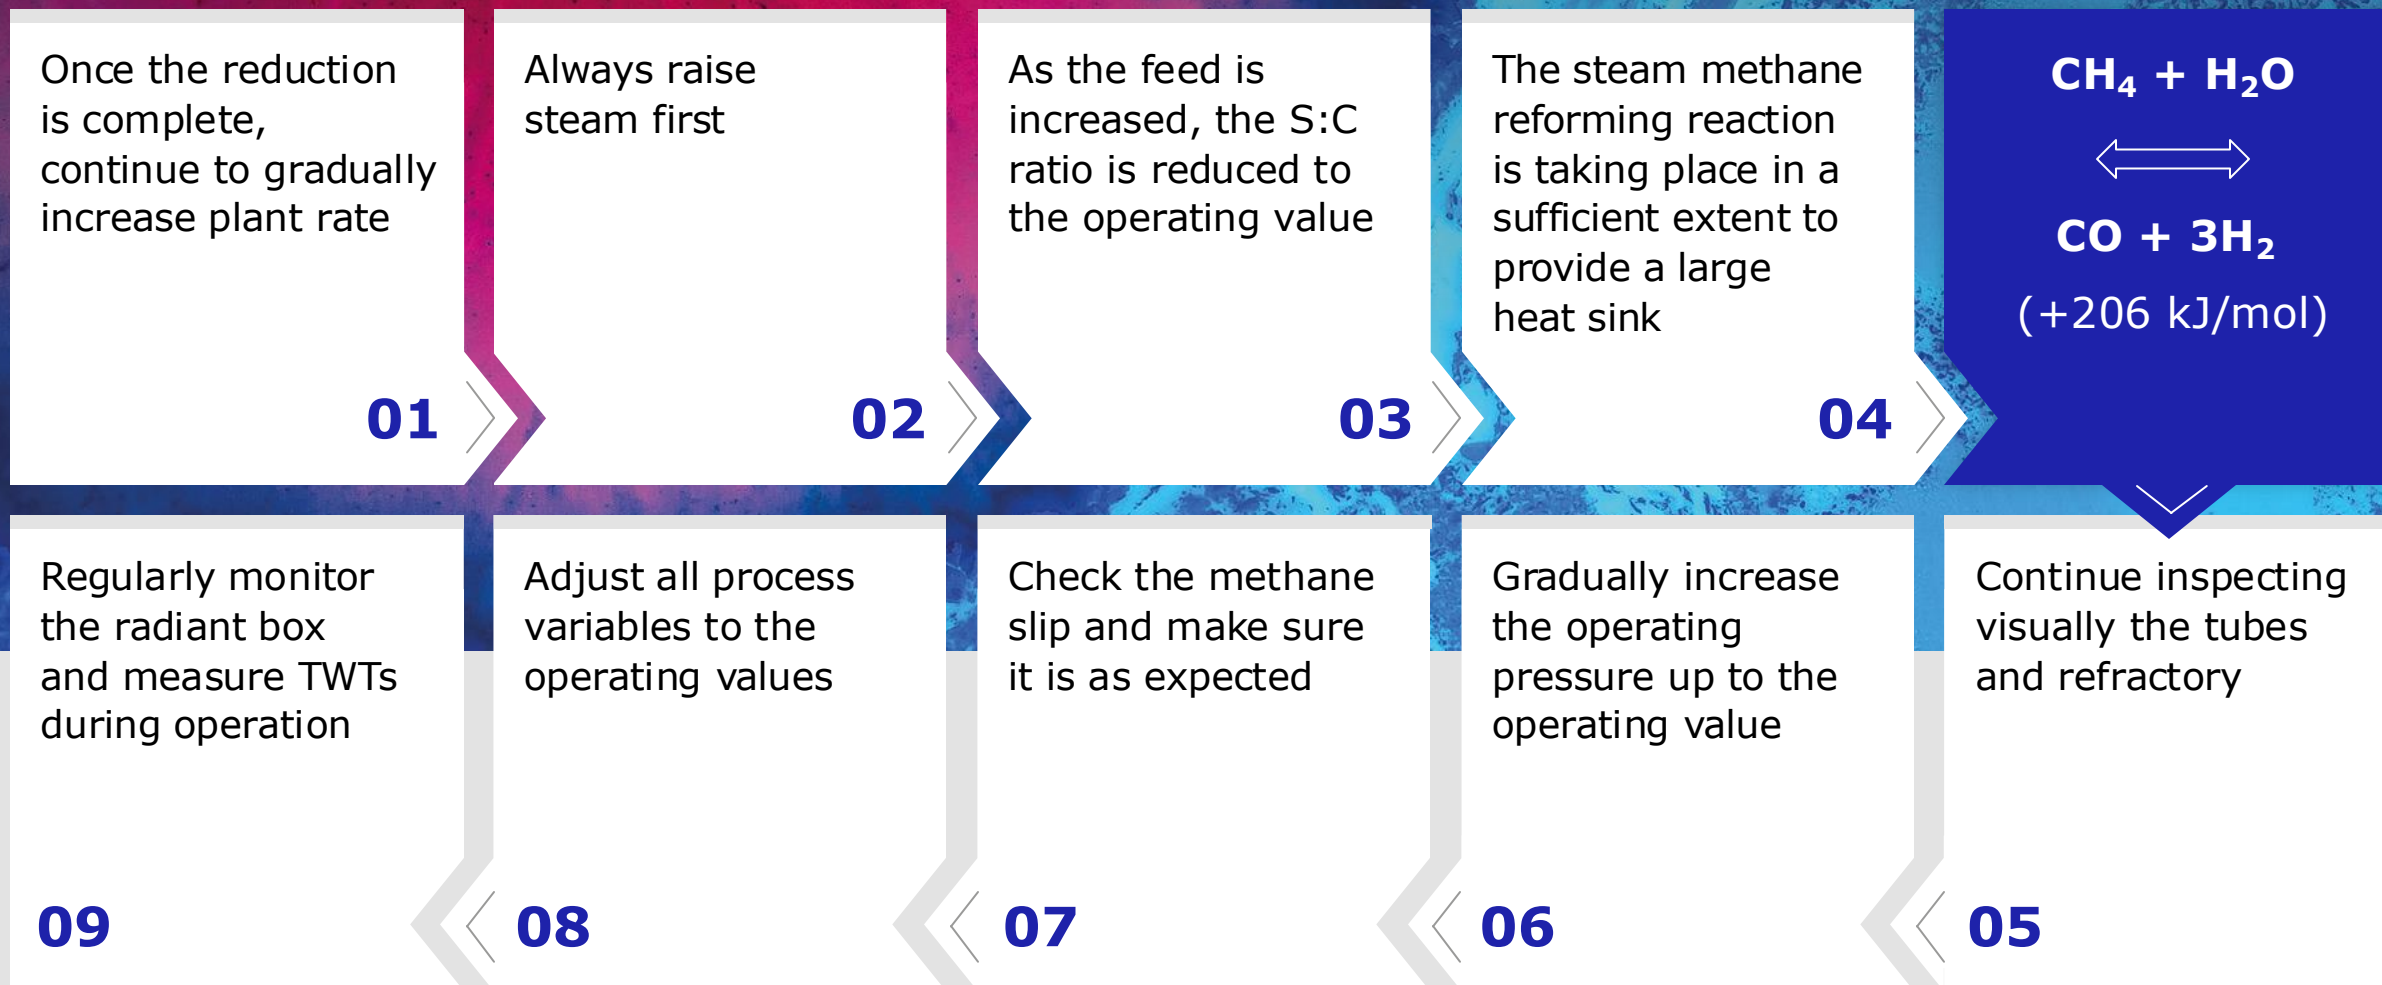 Once the reduction
is complete,
continue to gradually
increase plant rate
01
Always raise
steam first
02
As the feed is
increased, the S:C
ratio is reduced to
the operating value
03
The steam methane
reforming reaction
is taking place in a
sufficient extent to
provide a large
heat sink
04
CH₄ + H₂O
CO + 3H₂
(+206 kJ/mol)
Continue inspecting
visually the tubes
and refractory
05
Gradually increase
the operating
pressure up to the
operating value
06
Check the methane
slip and make sure
it is as expected
07
Adjust all process
variables to the
operating values
08
Regularly monitor
the radiant box
and measure TWTs
during operation
09